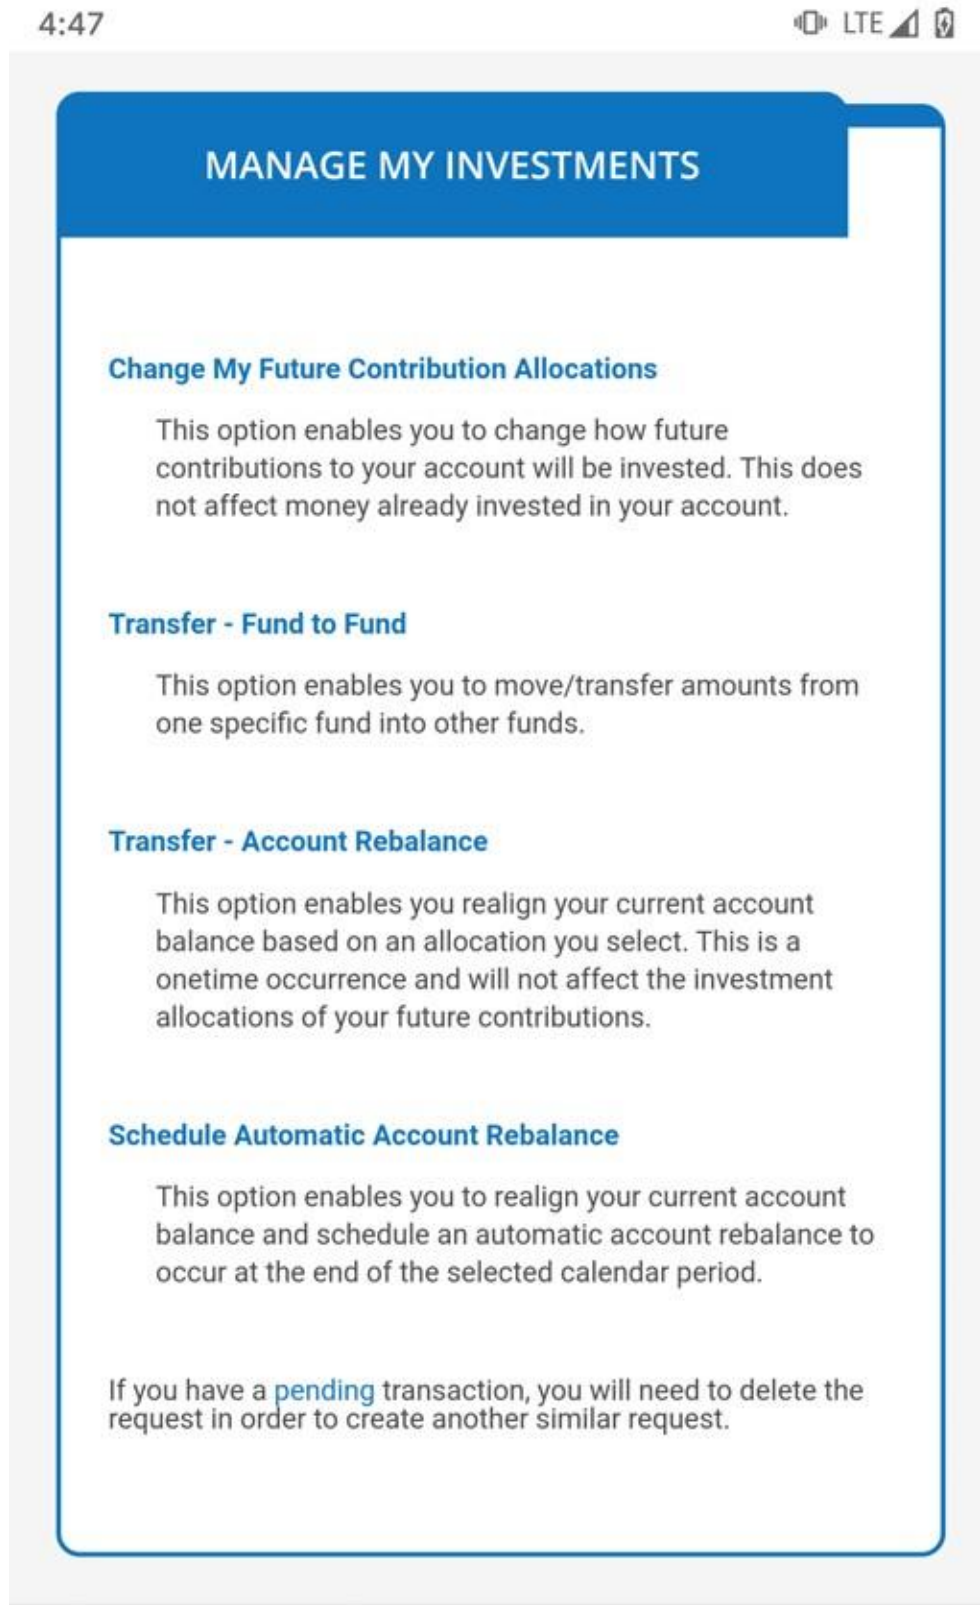 4:47 LTE
MANAGE MY INVESTMENTS
Change My Future Contribution Allocations
This option enables you to change how future
contributions to your account will be invested. This does
not affect money already invested in your account.
Transfer - Fund to Fund
This option enables you to move/transfer amounts from
one specific fund into other funds.
Transfer - Account Rebalance
This option enables you realign your current account
balance based on an allocation you select. This is a
onetime occurrence and will not affect the investment
allocations of your future contributions.
Schedule Automatic Account Rebalance
This option enables you to realign your current account
balance and schedule an automatic account rebalance to
occur at the end of the selected calendar period.
If you have a pending transaction, you will need to delete the
request in order to create another similar request.